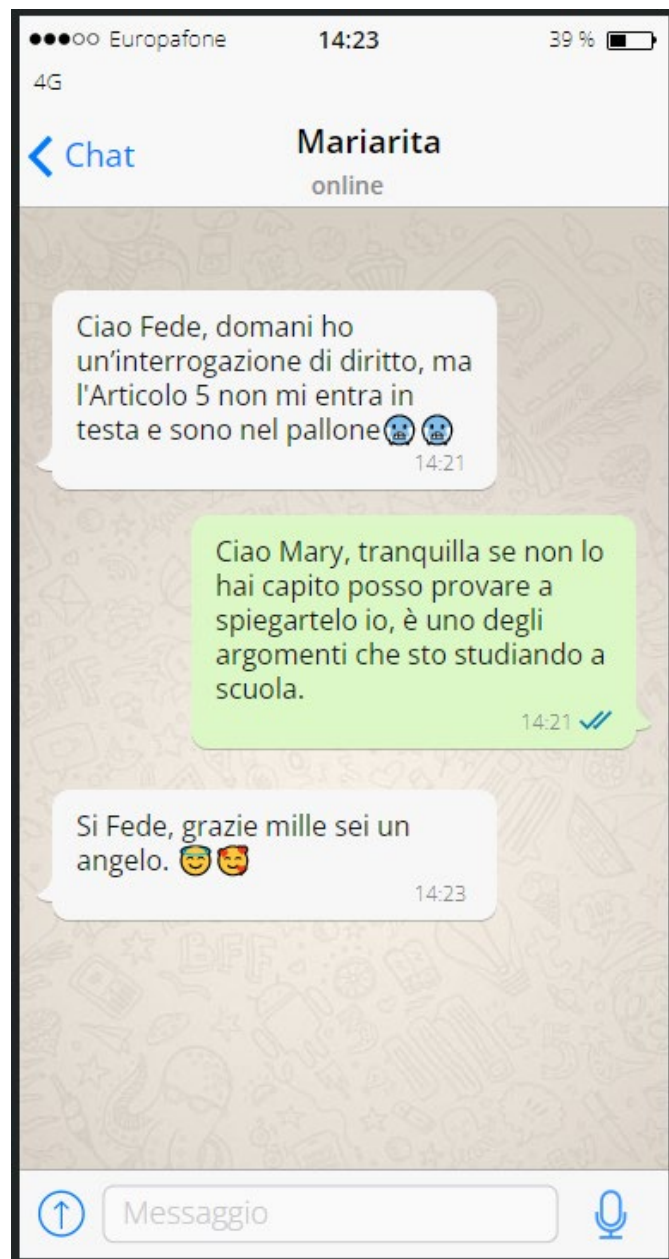 ●●●○○ Europafone 14:23 39 %
4G
Chat
Mariarita
online
Ciao Fede, domani ho
un'interrogazione di diritto, ma
l'Articolo 5 non mi entra in
testa e sono nel pallone🥶🥶
14:21
Ciao Mary, tranquilla se non lo
hai capito posso provare a
spiegartelo io, è uno degli
argomenti che sto studiando a
scuola.
14:21
Si Fede, grazie mille sei un
angelo. 😇🥰
14:23
BFF
Messaggio